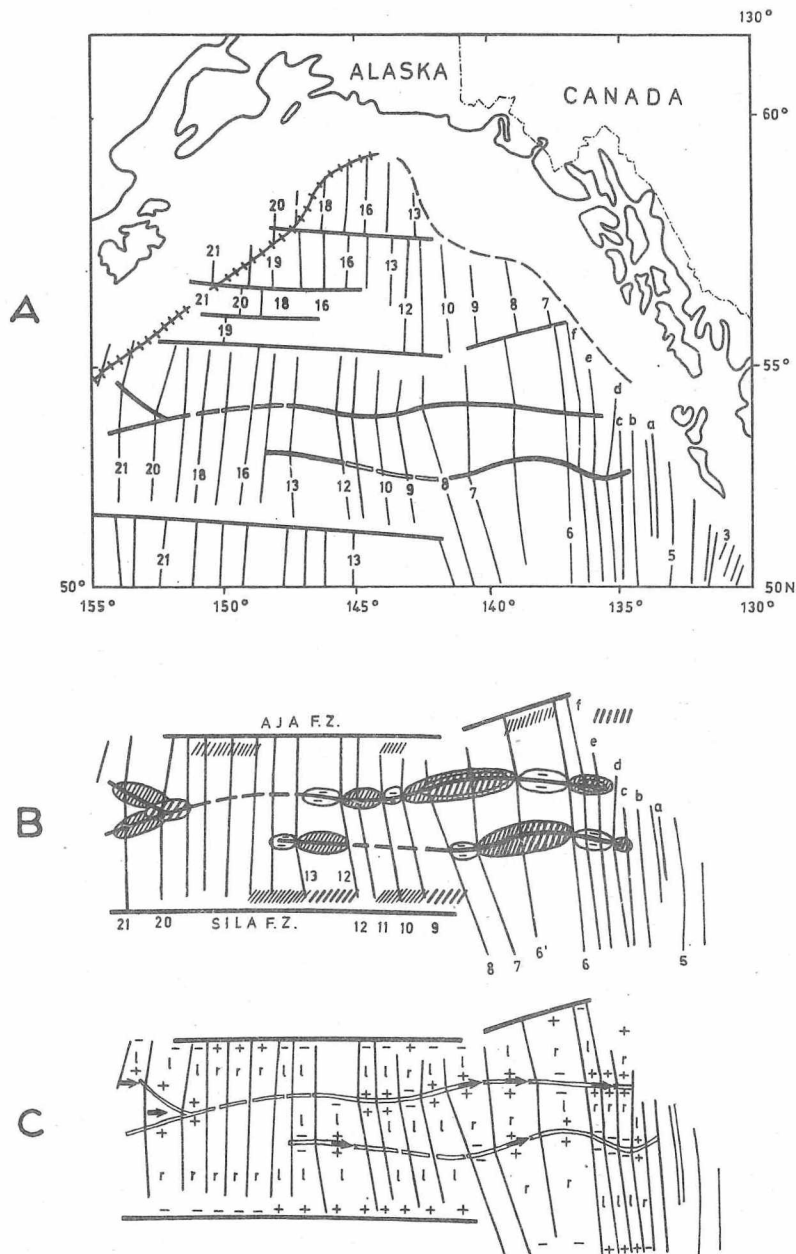 130°
ALASKA
CANADA
60°
20 18 16
13
21
19 16 13
21 20 18 16 12 10 9 8 7
19
f
e
55°
d
c b a
A
21 20 18 16 13 12 10 9 8 7
6 5 3
21 13
50° 50N
155° 150° 145° 140° 135° 130°
AJA F.Z.
f
e
d
c b a
B
13 12
21 20 SILA F.Z. 12 11 10 9
8 7 6' 6 5
C
- - - + + + - - - - + + - + -
+ -
l l r r r r l l l l l l r r l r
+ + + + + + + - - + +
r r r r l l l l l l r r r l l l r
- - - - - + + + + + + + +
- - + + - +